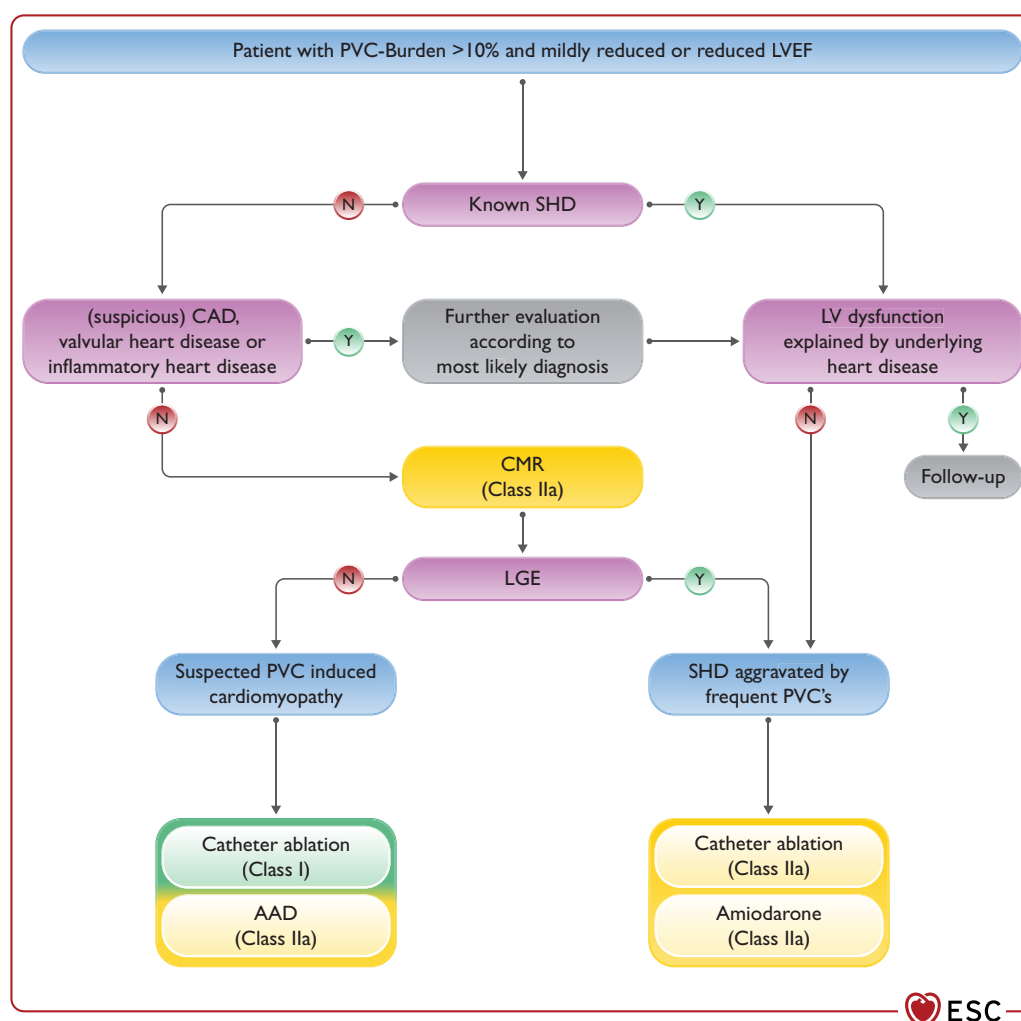 Patient with PVC-Burden >10% and mildly reduced or reduced LVEF
N
Known SHD
Y
(suspicious) CAD,
valvular heart disease or
inflammatory heart disease
Y
Further evaluation
according to
most likely diagnosis
LV dysfunction
explained by underlying
heart disease
N
N
Y
CMR
(Class IIa)
Follow-up
N
LGE
Y
Suspected PVC induced
cardiomyopathy
SHD aggravated by
frequent PVC's
Catheter ablation
(Class I)
AAD
(Class IIa)
Catheter ablation
(Class IIa)
Amiodarone
(Class IIa)
ESC